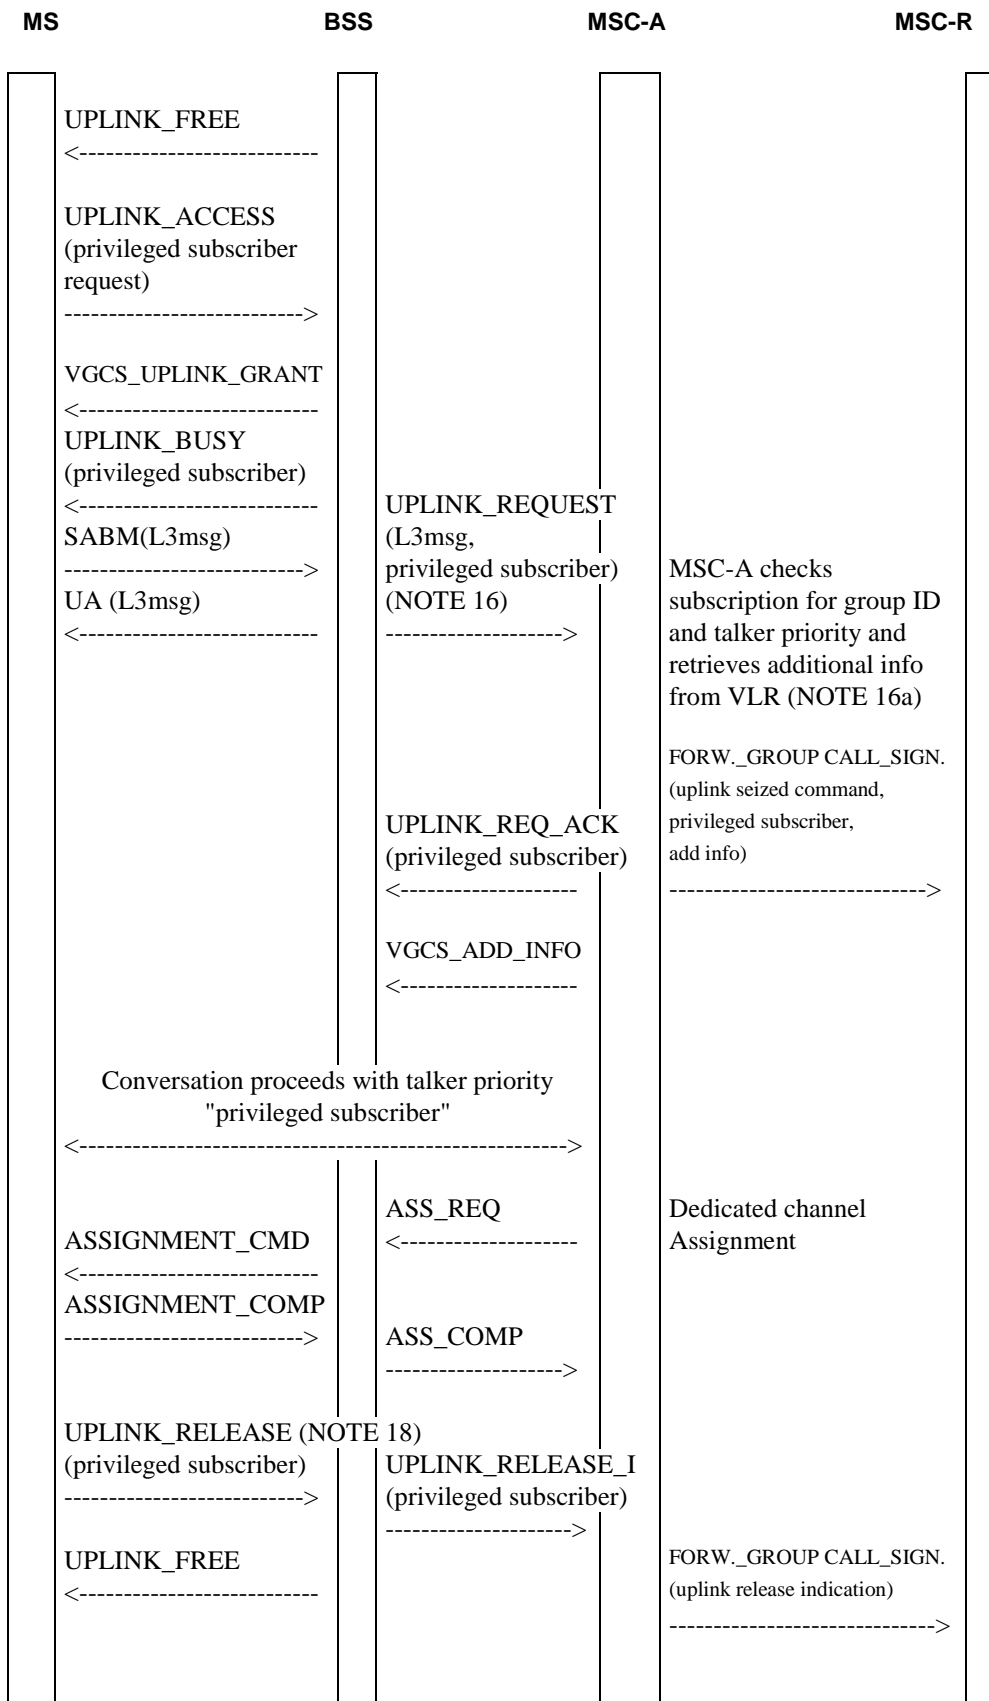 MS BSS MSC-A MSC-R
UPLINK_FREE
<---------------------------
UPLINK_ACCESS
(privileged subscriber
request)
--------------------------->
VGCS_UPLINK_GRANT
<---------------------------
UPLINK_BUSY
(privileged subscriber)
<---------------------------
SABM(L3msg)
--------------------------->
UA (L3msg)
<---------------------------
UPLINK_REQUEST
(L3msg,
privileged subscriber)
(NOTE 16)
-------------------->
MSC-A checks
subscription for group ID
and talker priority and
retrieves additional info
from VLR (NOTE 16a)
FORW._GROUP CALL_SIGN.
(uplink seized command,
privileged subscriber,
add info)
----------------------------->
UPLINK_REQ_ACK
(privileged subscriber)
<--------------------
VGCS_ADD_INFO
<--------------------
Conversation proceeds with talker priority
"privileged subscriber"
<------------------------------------------------------->
ASS_REQ
<--------------------
Dedicated channel
Assignment
ASSIGNMENT_CMD
<---------------------------
ASSIGNMENT_COMP
--------------------------->
ASS_COMP
-------------------->
UPLINK_RELEASE (NOTE 18)
(privileged subscriber)
--------------------------->
UPLINK_RELEASE_I
(privileged subscriber)
--------------------->
UPLINK_FREE
<---------------------------
FORW._GROUP CALL_SIGN.
(uplink release indication)
------------------------------>